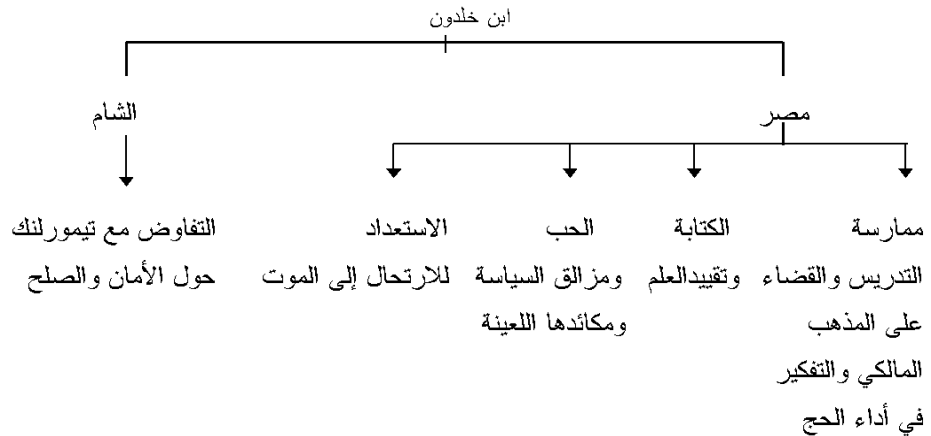 ابن خلدون
مصر
الشام
ممارسة
التدريس والقضاء
على المذهب
المالكي والتفكير
في أداء الحج
الكتابة
وتقييدالعلم
الحب
ومزالق السياسة
ومكائدها اللعينة
الاستعداد
للارتحال إلى الموت
التفاوض مع تيمورلنك
حول الأمان والصلح